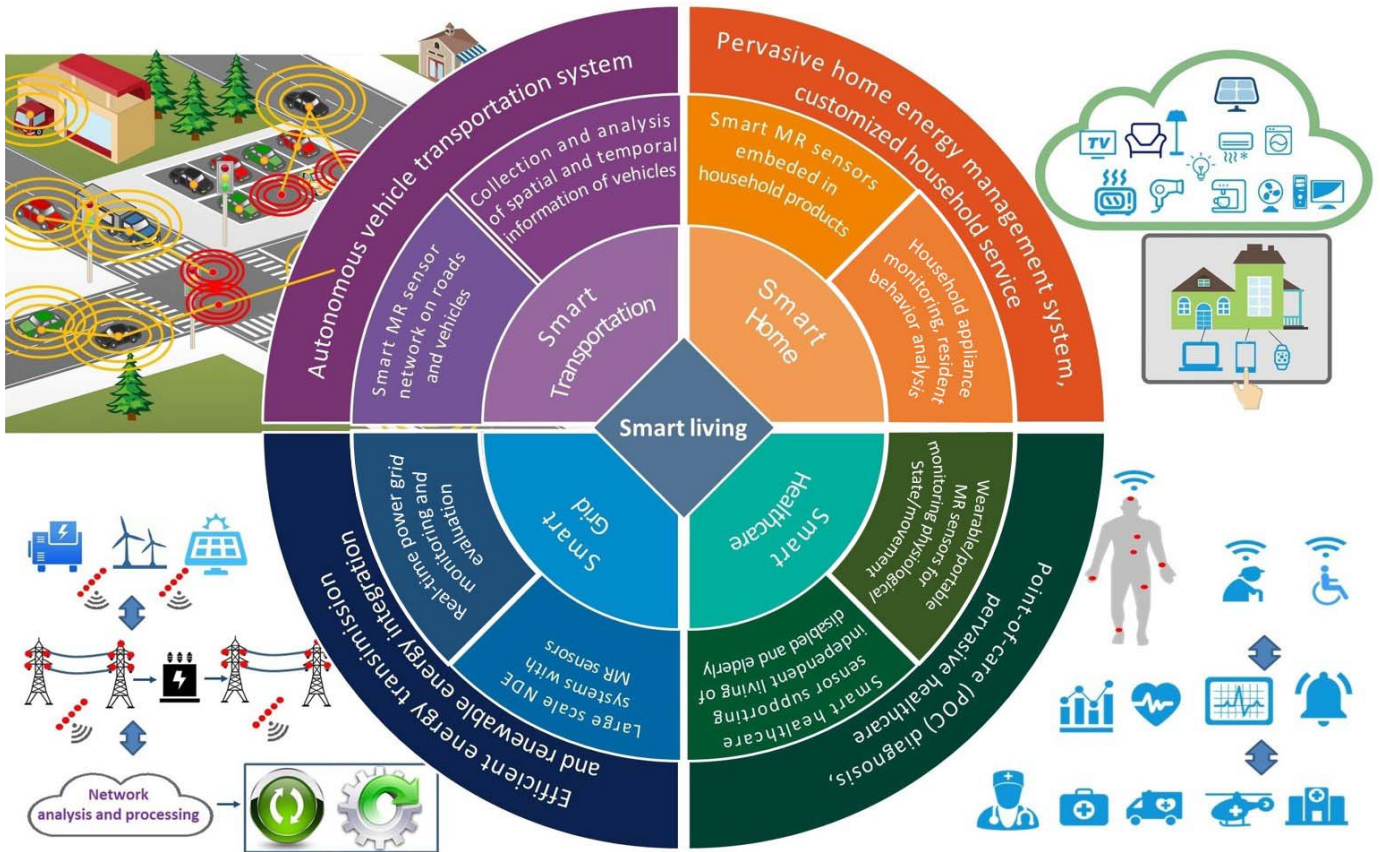 Autonomous vehicle transportation system
Collection and analysis
of spatial and temporal
information of vehicles
Smart MR sensor
network on roads
and vehicles
Smart
Transportation
Pervasive home energy management system,
customized household service
Smart MR sensors
embeded in
household products
Household appliance
monitoring, resident
behavior analysis
Smart
Home
TV
Smart living
Real-time power grid
monitoring and
evaluation
Smart
Grid
Large scale NDE
systems with
MR sensors
Efficient energy translmission
and renewable energy integration
Network
analysis and processing
Smart
Healthcare
Wearable/portable
MR sensors for
monitoring physiological/
State/movement
Smart healthcare
sensor supporting
independent living of
disabled and elderly
Point-of-care (POC) diagnosis,
pervasive healthcare